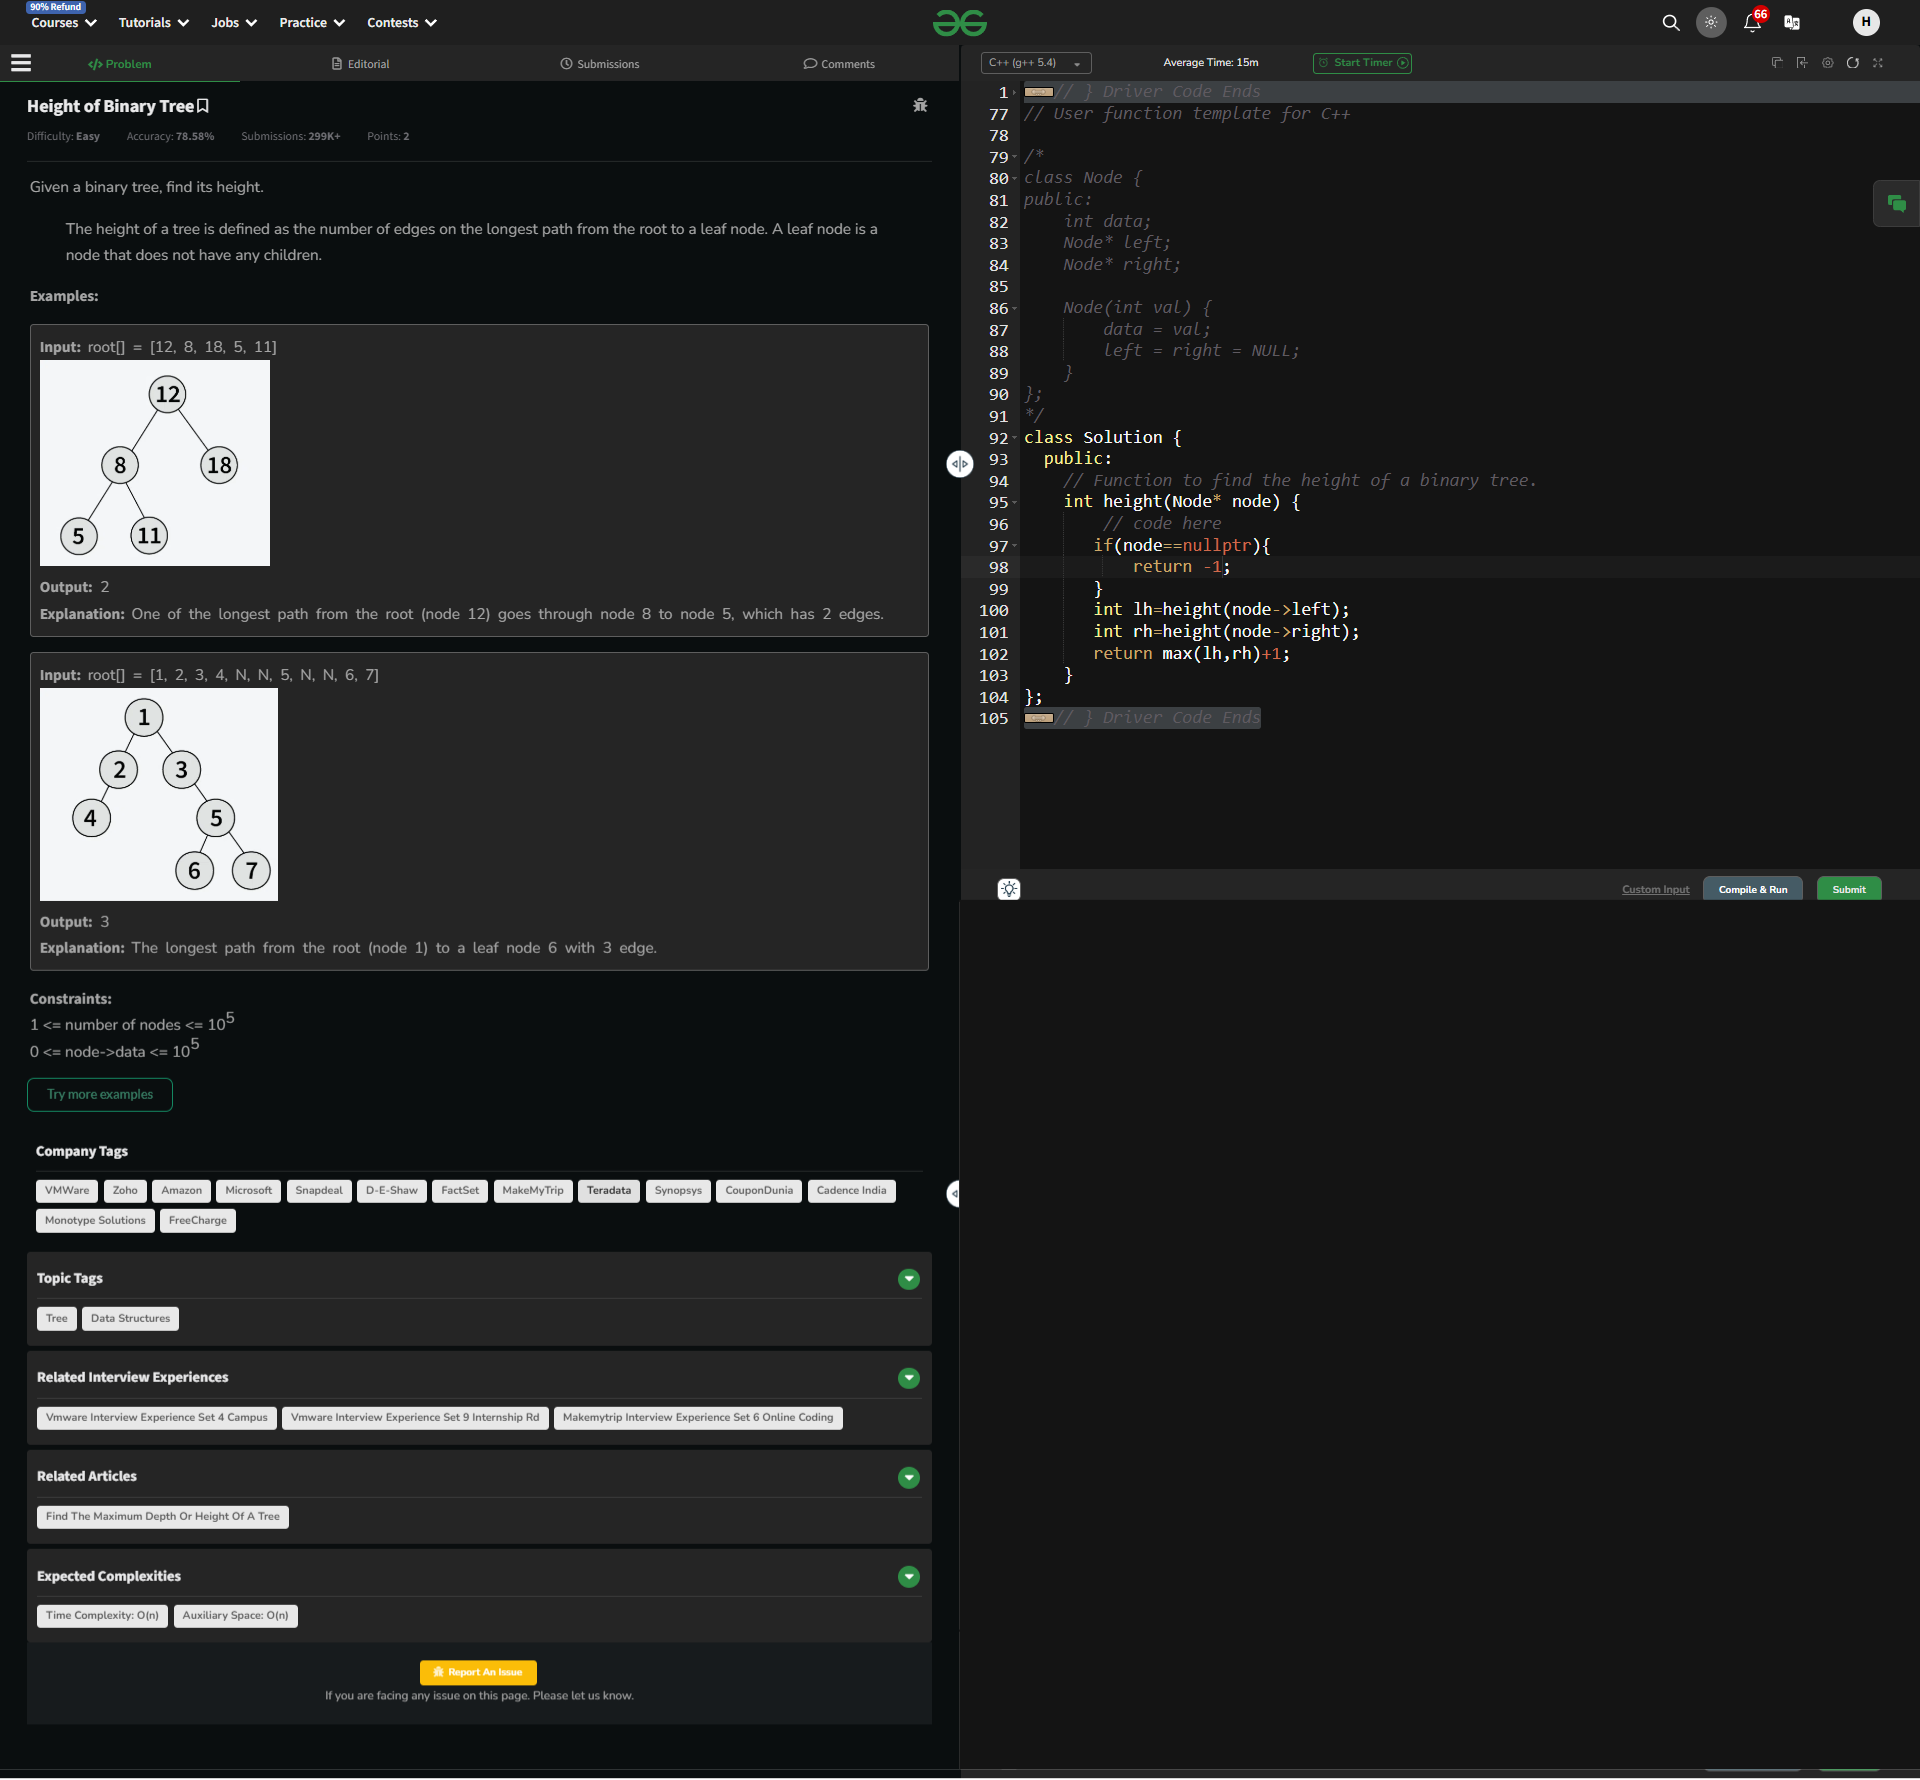 90% Refund
Courses Tutorials Jobs Practice Contests
66
H
Problem Editorial Submissions Comments
Height of Binary Tree
Difficulty: Easy Accuracy: 78.58% Submissions: 299K+ Points: 2
Given a binary tree, find its height.
The height of a tree is defined as the number of edges on the longest path from the root to a leaf node. A leaf node is a
node that does not have any children.
Examples:
Input: root[] = [12, 8, 18, 5, 11]
12
8 18
5 11
Output: 2
Explanation: One of the longest path from the root (node 12) goes through node 8 to node 5, which has 2 edges.
Input: root[] = [1, 2, 3, 4, N, N, 5, N, N, 6, 7]
1
2 3
4 5
6 7
Output: 3
Explanation: The longest path from the root (node 1) to a leaf node 6 with 3 edge.
Constraints:
1 <= number of nodes <= 10^5
0 <= node->data <= 10^5
Try more examples
Company Tags
VMWare Zoho Amazon Microsoft Snapdeal D-E-Shaw FactSet MakeMyTrip Teradata Synopsys CouponDunia Cadence India
Monotype Solutions FreeCharge
Topic Tags
Tree Data Structures
Related Interview Experiences
Vmware Interview Experience Set 4 Campus Vmware Interview Experience Set 9 Internship Rd Makemytrip Interview Experience Set 6 Online Coding
Related Articles
Find The Maximum Depth Or Height Of A Tree
Expected Complexities
Time Complexity: O(n) Auxiliary Space: O(n)
Report An Issue
If you are facing any issue on this page. Please let us know.
C++ (g++ 5.4) Average Time: 15m Start Timer
1 // } Driver Code Ends
77 // User function template for C++
78
79 /*
80 class Node {
81 public:
82 int data;
83 Node* left;
84 Node* right;
85
86 Node(int val) {
87 data = val;
88 left = right = NULL;
89 }
90 };
91 */
92 class Solution {
93 public:
94 // Function to find the height of a binary tree.
95 int height(Node* node) {
96 // code here
97 if(node==nullptr){
98 return -1;
99 }
100 int lh=height(node->left);
101 int rh=height(node->right);
102 return max(lh,rh)+1;
103 }
104 };
105 // } Driver Code Ends
Custom Input Compile & Run Submit